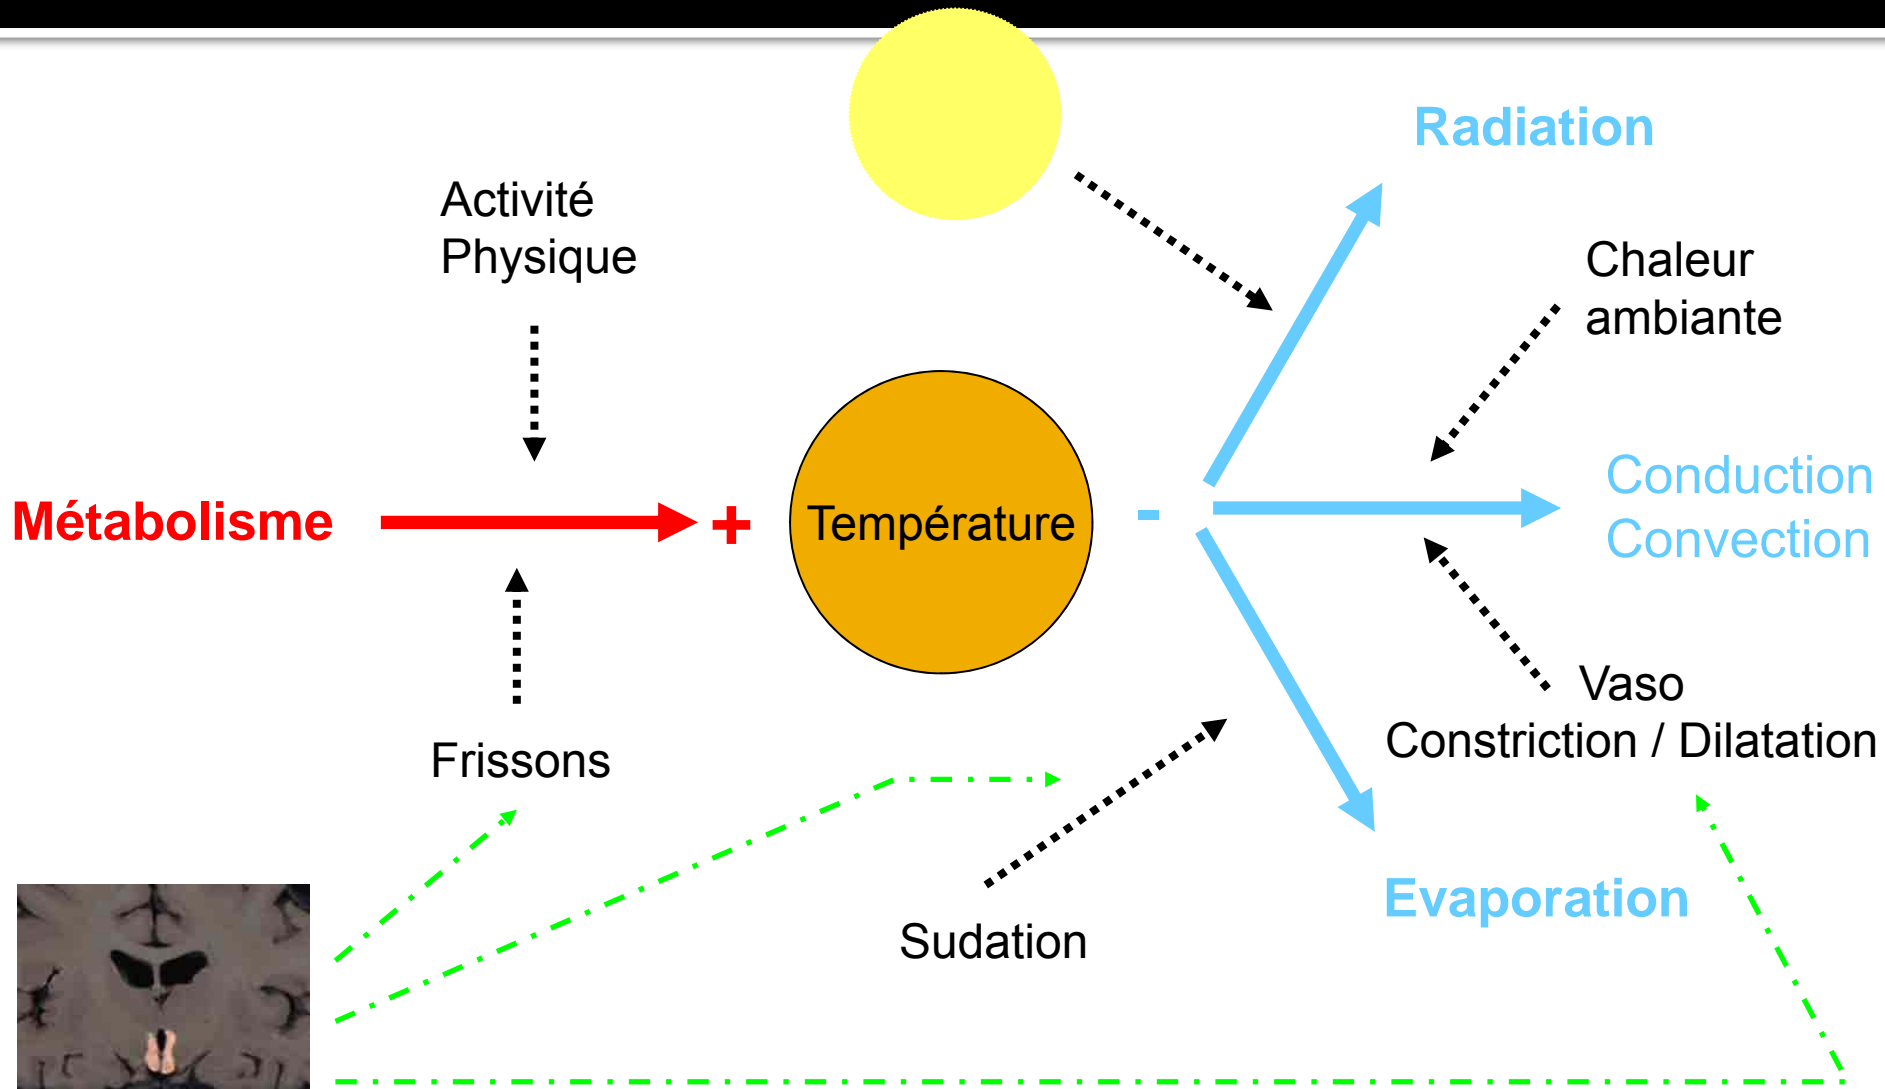 Radiation
Activité
Physique
Chaleur
ambiante
Métabolisme
+
Température
-
Conduction
Convection
Frissons
Vaso
Constriction / Dilatation
Sudation
Evaporation